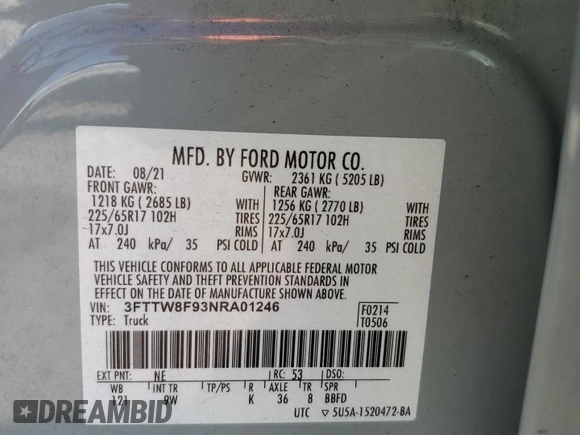 MFD. BY FORD MOTOR CO.
DATE: 08/21 GVWR: 2361 KG ( 5205 LB)
FRONT GAWR: REAR GAWR:
1218 KG ( 2685 LB) WITH 1256 KG ( 2770 LB) WITH
225/65R17 102H TIRES 225/65R17 102H TIRES
17x7.0J RIMS 17x7.0J RIMS
AT 240 kPa/ 35 PSI COLD AT 240 kPa/ 35 PSI COLD
THIS VEHICLE CONFORMS TO ALL APPLICABLE FEDERAL MOTOR
VEHICLE SAFETY AND THEFT PREVENTION STANDARDS IN EFFECT
ON THE DATE OF MANUFACTURE SHOWN ABOVE.
VIN: 3FTTW8F93NRA01246 F0214
TYPE: Truck T0506
EXT PNT: NE RC: 53 DSO:
WB INT TR TP/PS R AXLE TR SPR
121 9W K 36 8 BBFD
UTC ▽5U5A-1520472-BA
DREAMBID